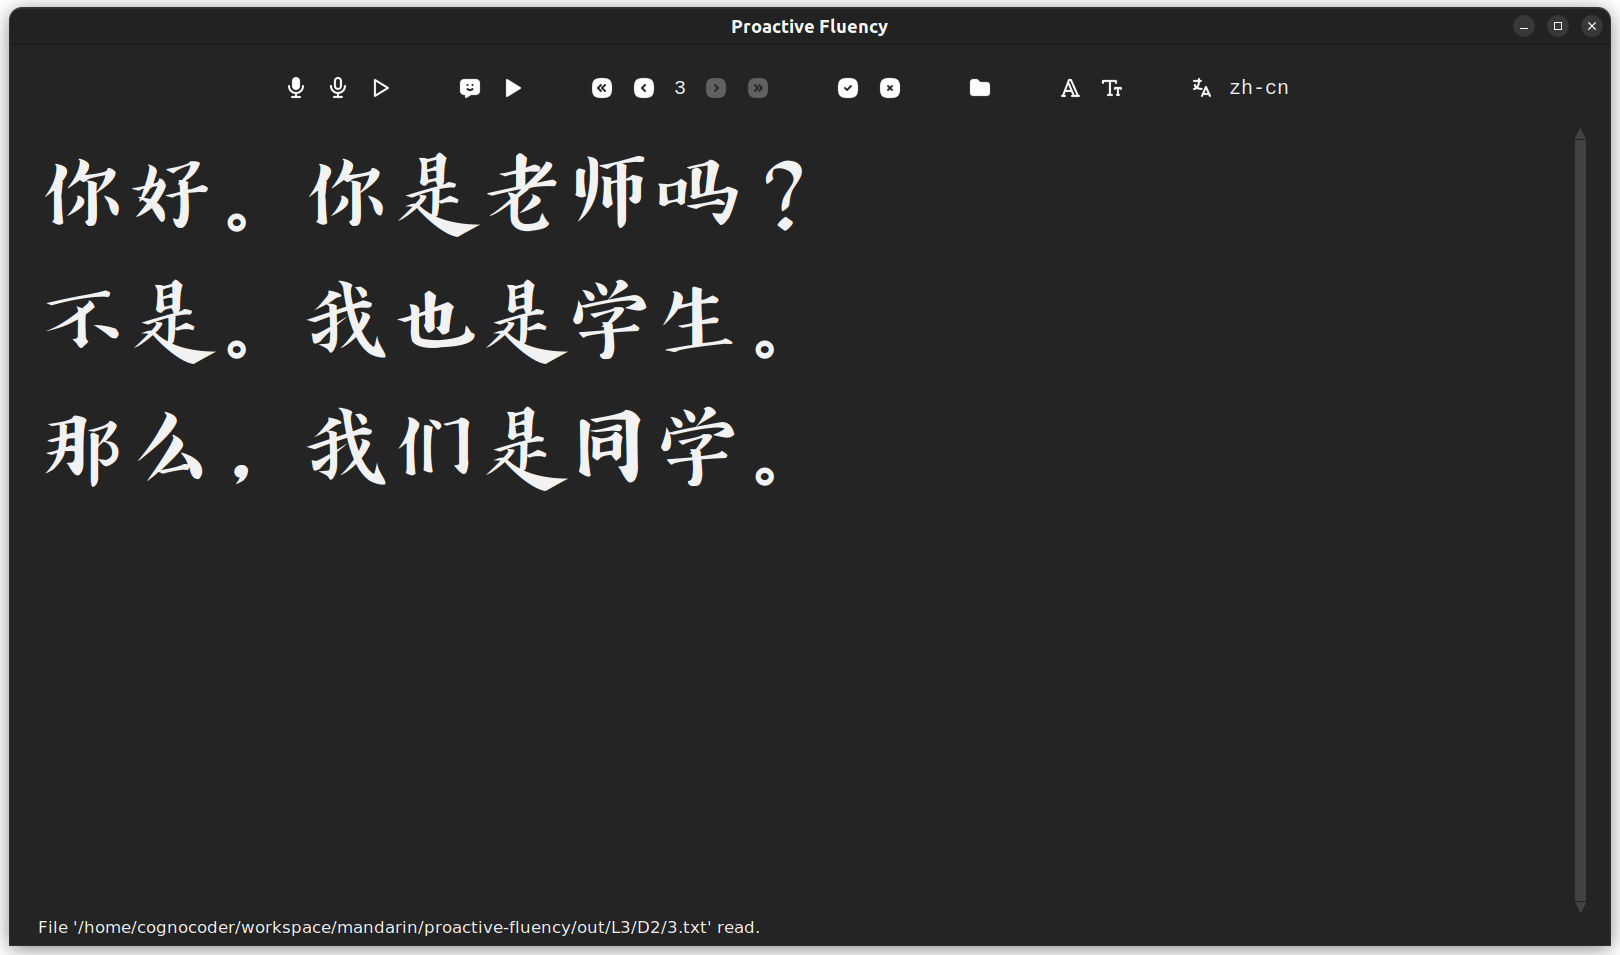 Proactive Fluency
3 zh-cn
你好。你是老师吗？
不是。我也是学生。
那么，我们是同学。
File '/home/cognocoder/workspace/mandarin/proactive-fluency/out/L3/D2/3.txt' read.